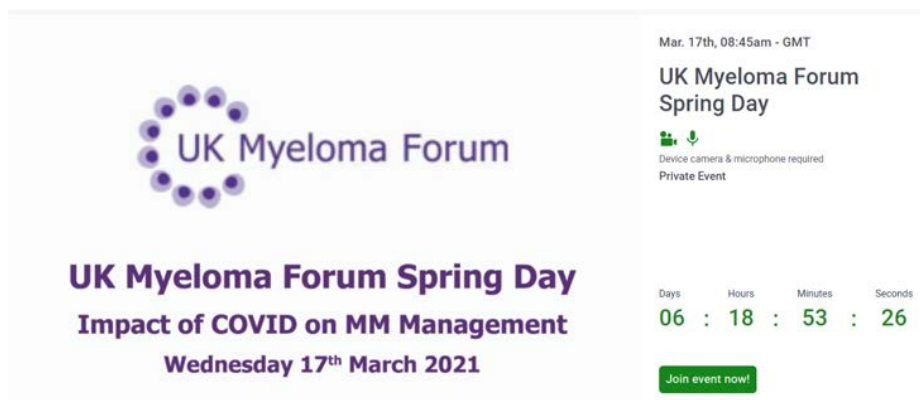 UK Myeloma Forum
UK Myeloma Forum Spring Day
Impact of COVID on MM Management
Wednesday 17th March 2021
Mar. 17th, 08:45am - GMT
UK Myeloma Forum
Spring Day
Device camera & microphone required
Private Event
Days Hours Minutes Seconds
06 : 18 : 53 : 26
Join event now!